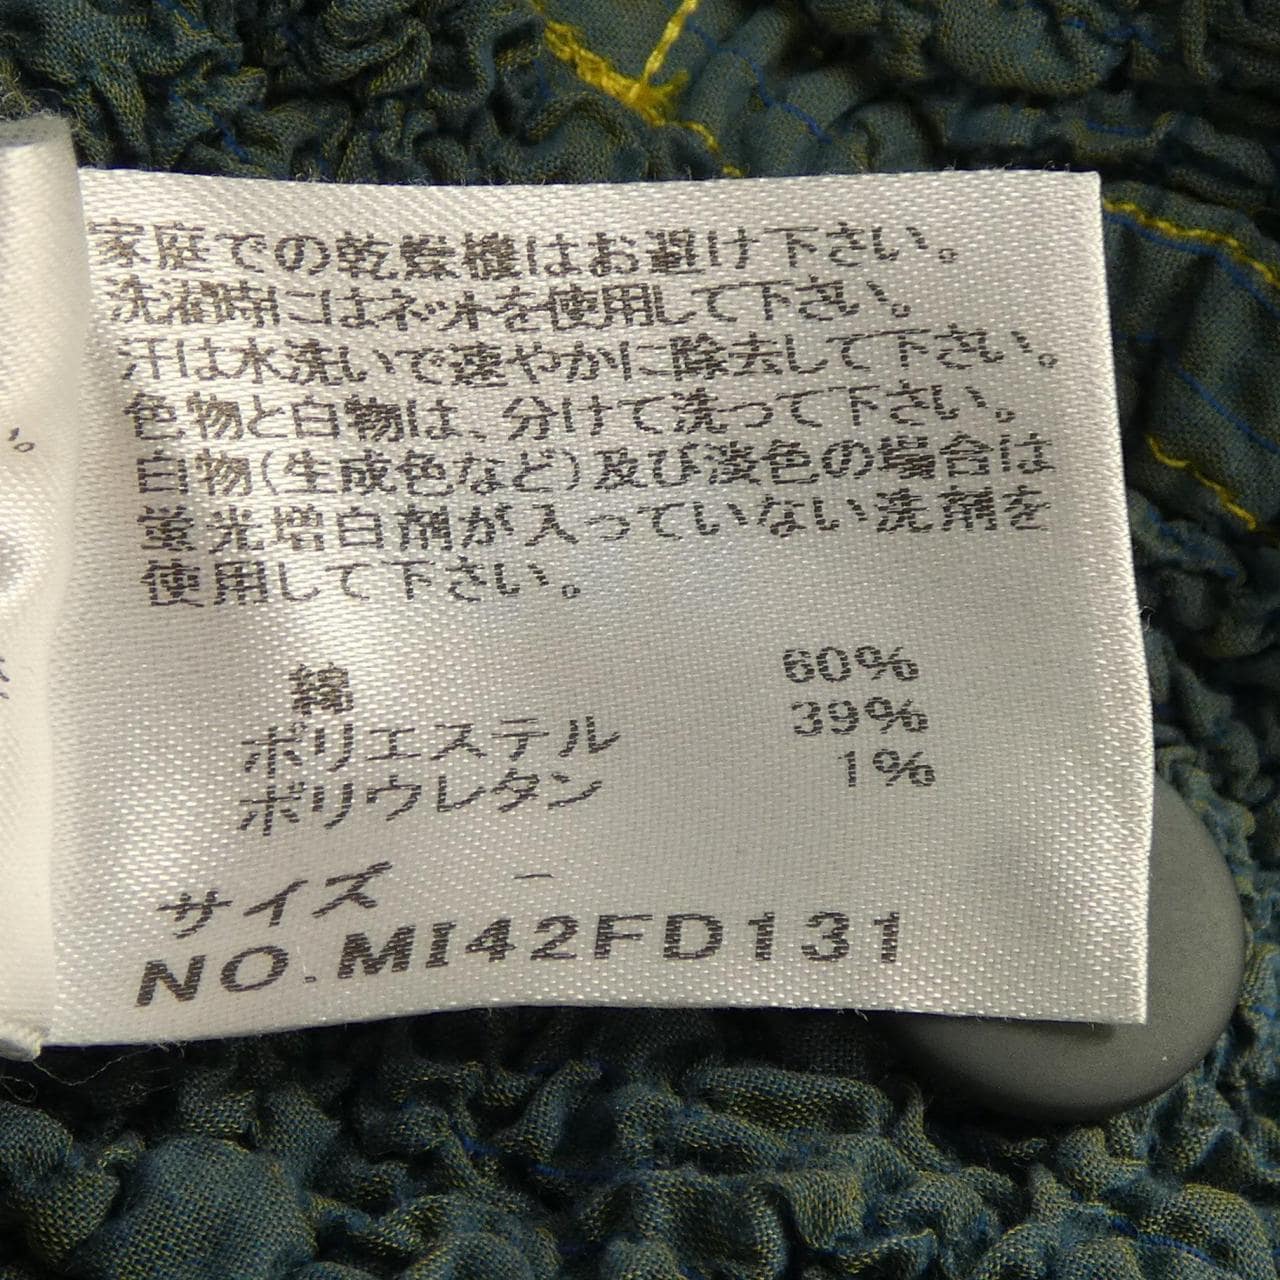 家庭での乾燥機はお避け下さい。
洗濯時にはネットを使用して下さい。
汗は水洗いで速やかに除去して下さい。
色物と白物は、分けて洗って下さい。
白物(生成色など)及び淡色の場合は
蛍光増白剤が入っていない洗剤を
使用して下さい。
綿 60%
ポリエステル 39%
ポリウレタン 1%
サイズ -
NO.MI42FD131